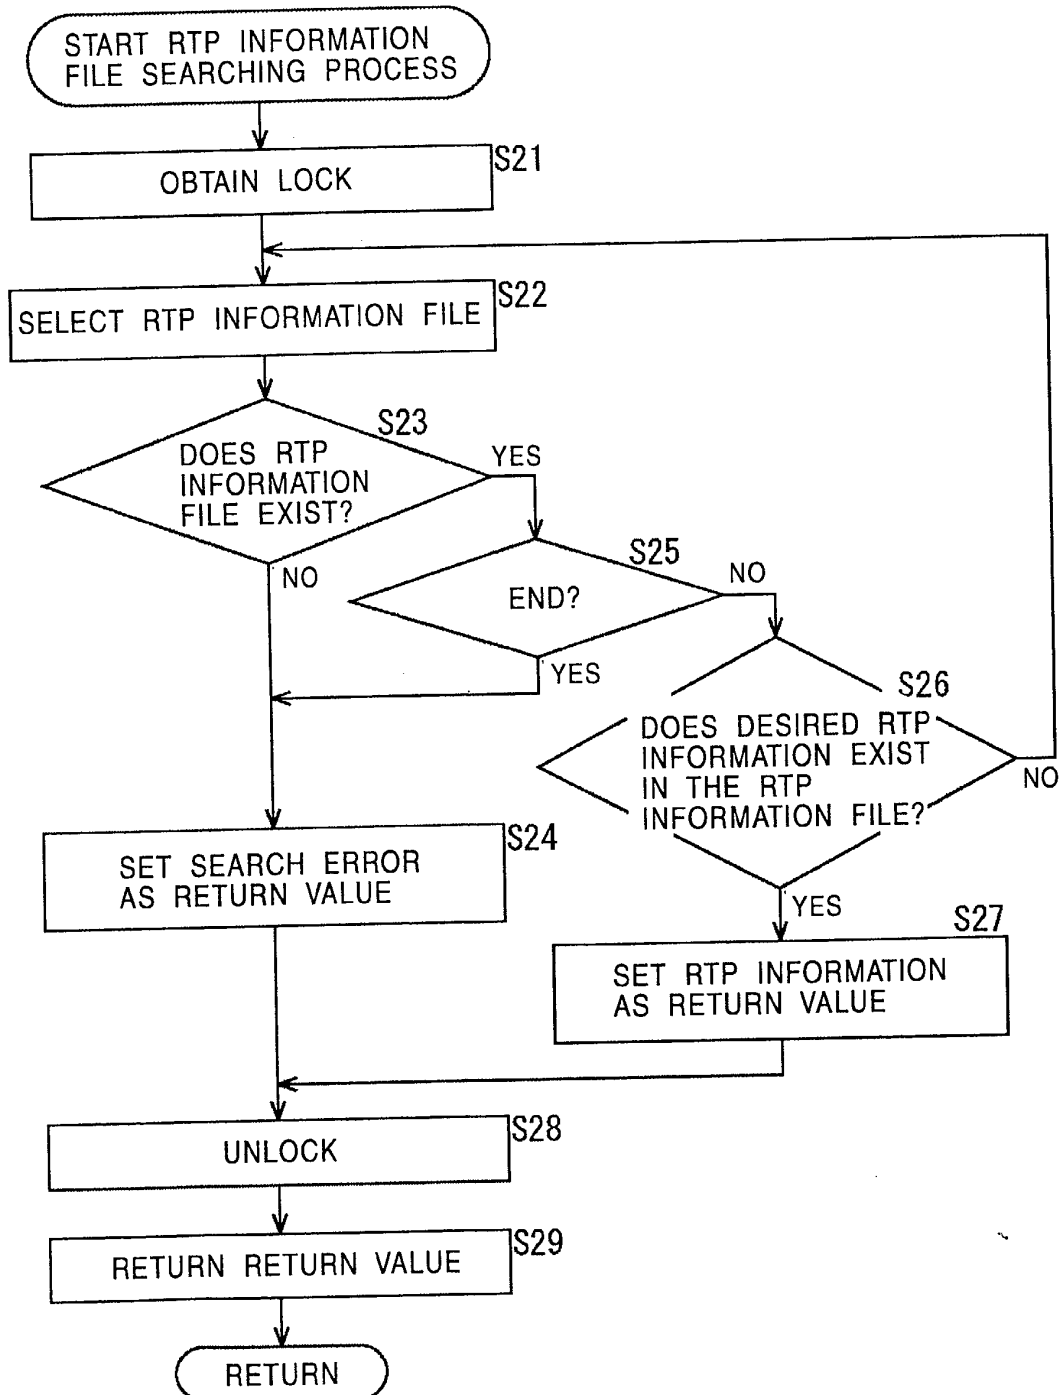 START RTP INFORMATION
FILE SEARCHING PROCESS
S21
OBTAIN LOCK
S22
SELECT RTP INFORMATION FILE
S23
DOES RTP
INFORMATION
FILE EXIST?
YES
NO
S25
END?
NO
YES
S26
DOES DESIRED RTP
INFORMATION EXIST
IN THE RTP
INFORMATION FILE?
NO
YES
S24
SET SEARCH ERROR
AS RETURN VALUE
S27
SET RTP INFORMATION
AS RETURN VALUE
S28
UNLOCK
S29
RETURN RETURN VALUE
RETURN